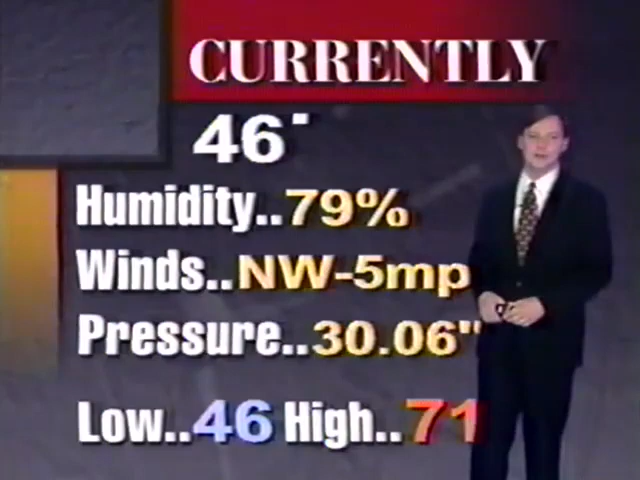 CURRENTLY
46°
Humidity..79%
Winds..NW-5mp
Pressure..30.06"
Low..46 High..71